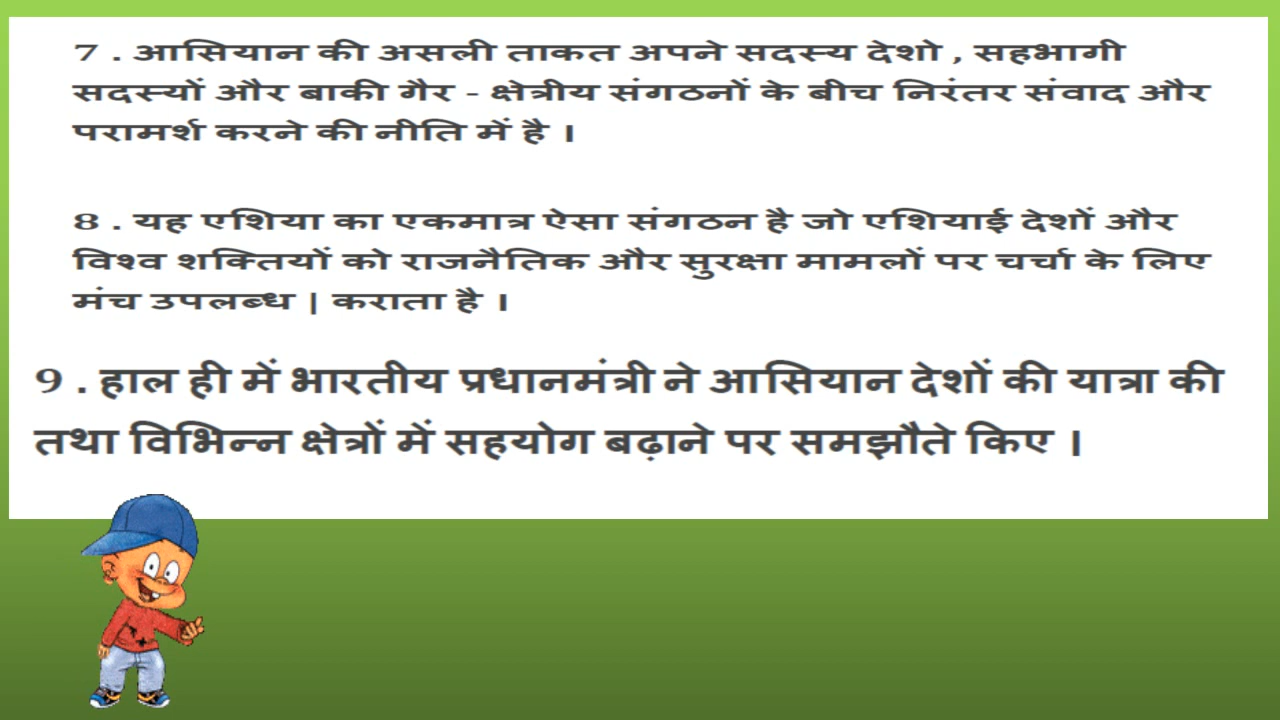 7 . आसियान की असली ताकत अपने सदस्य देशो , सहभागी
सदस्यों और बाकी गैर - क्षेत्रीय संगठनों के बीच निरंतर संवाद और
परामर्श करने की नीति में है ।
8 . यह एशिया का एकमात्र ऐसा संगठन है जो एशियाई देशों और
विश्व शक्तियों को राजनैतिक और सुरक्षा मामलों पर चर्चा के लिए
मंच उपलब्ध | कराता है ।
9 . हाल ही में भारतीय प्रधानमंत्री ने आसियान देशों की यात्रा की
तथा विभिन्न क्षेत्रों में सहयोग बढ़ाने पर समझौते किए ।